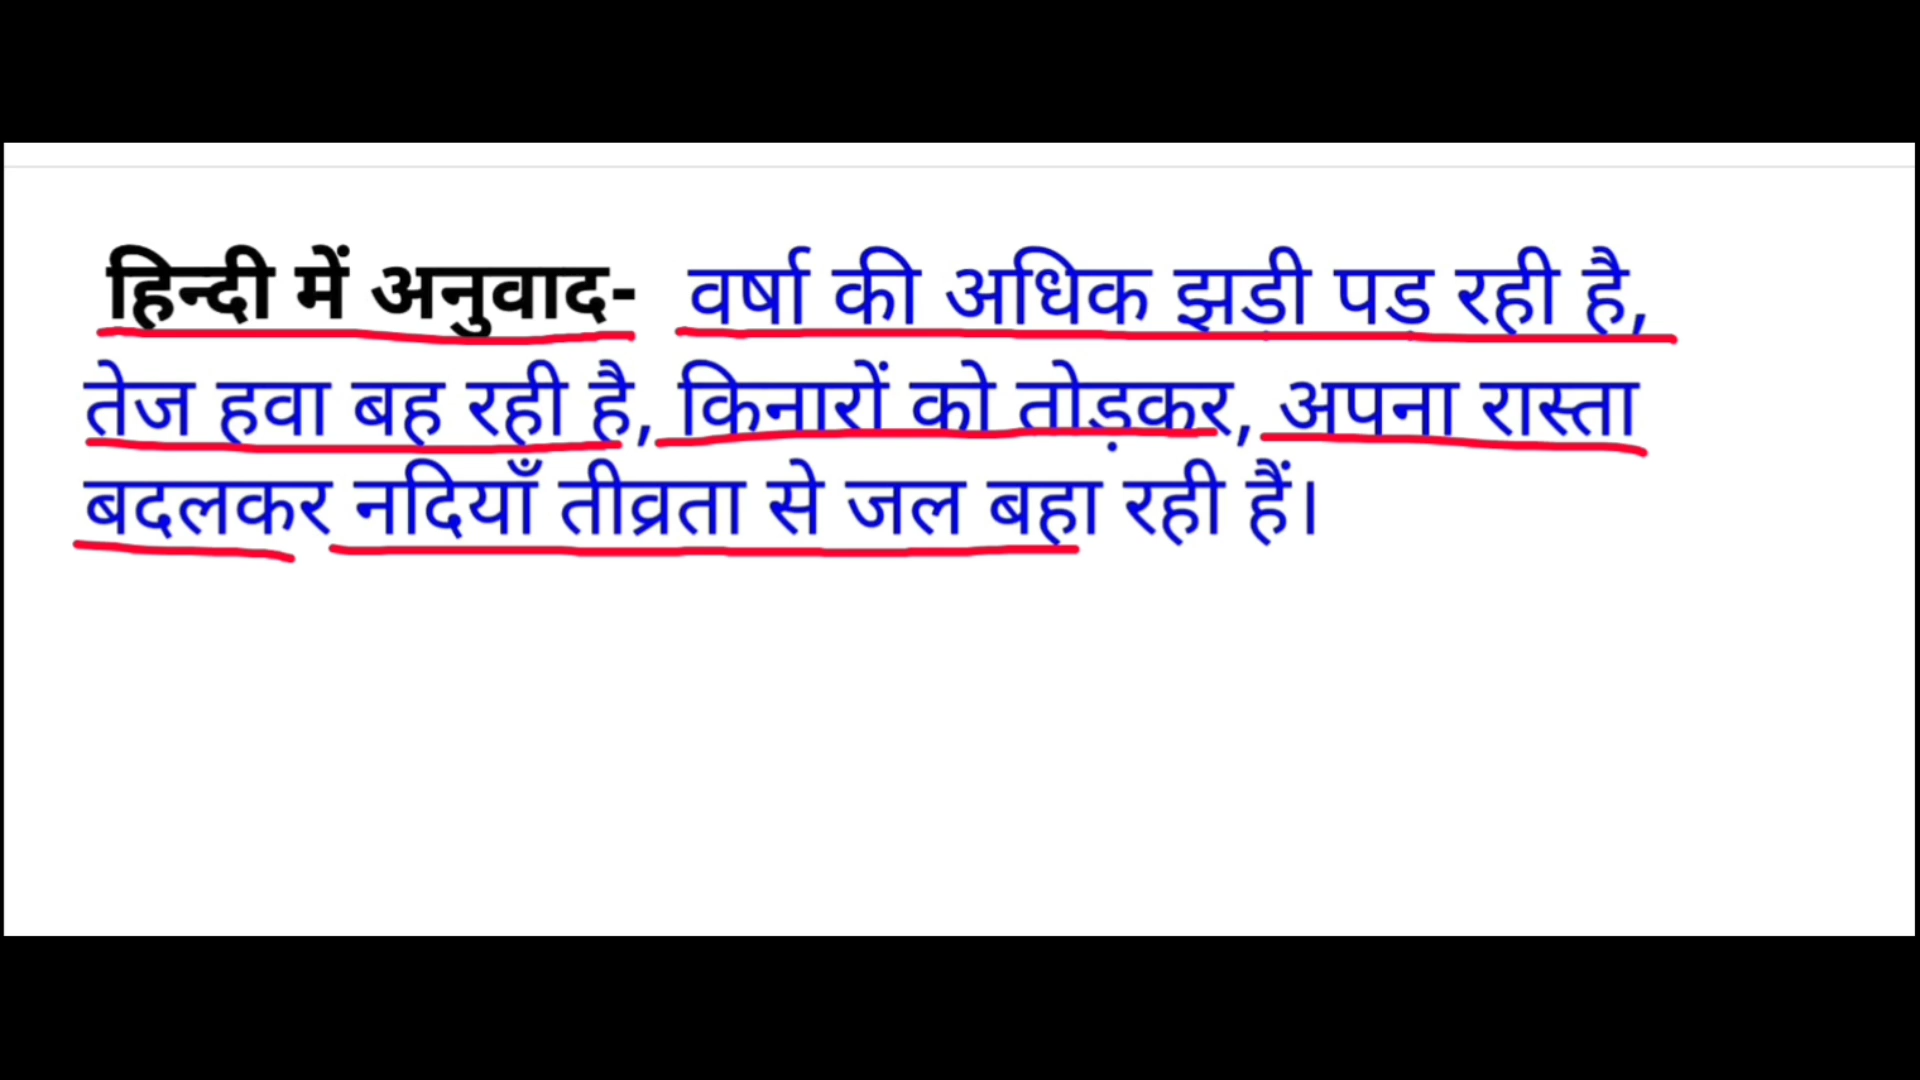 हिन्दी में अनुवाद- वर्षा की अधिक झडी पड रही है,
तेज हवा बह रही है, किनारों को तोड़कर, अपना रास्ता
बदलकर नदियाँ तीव्रता से जल बहा रही हैं।